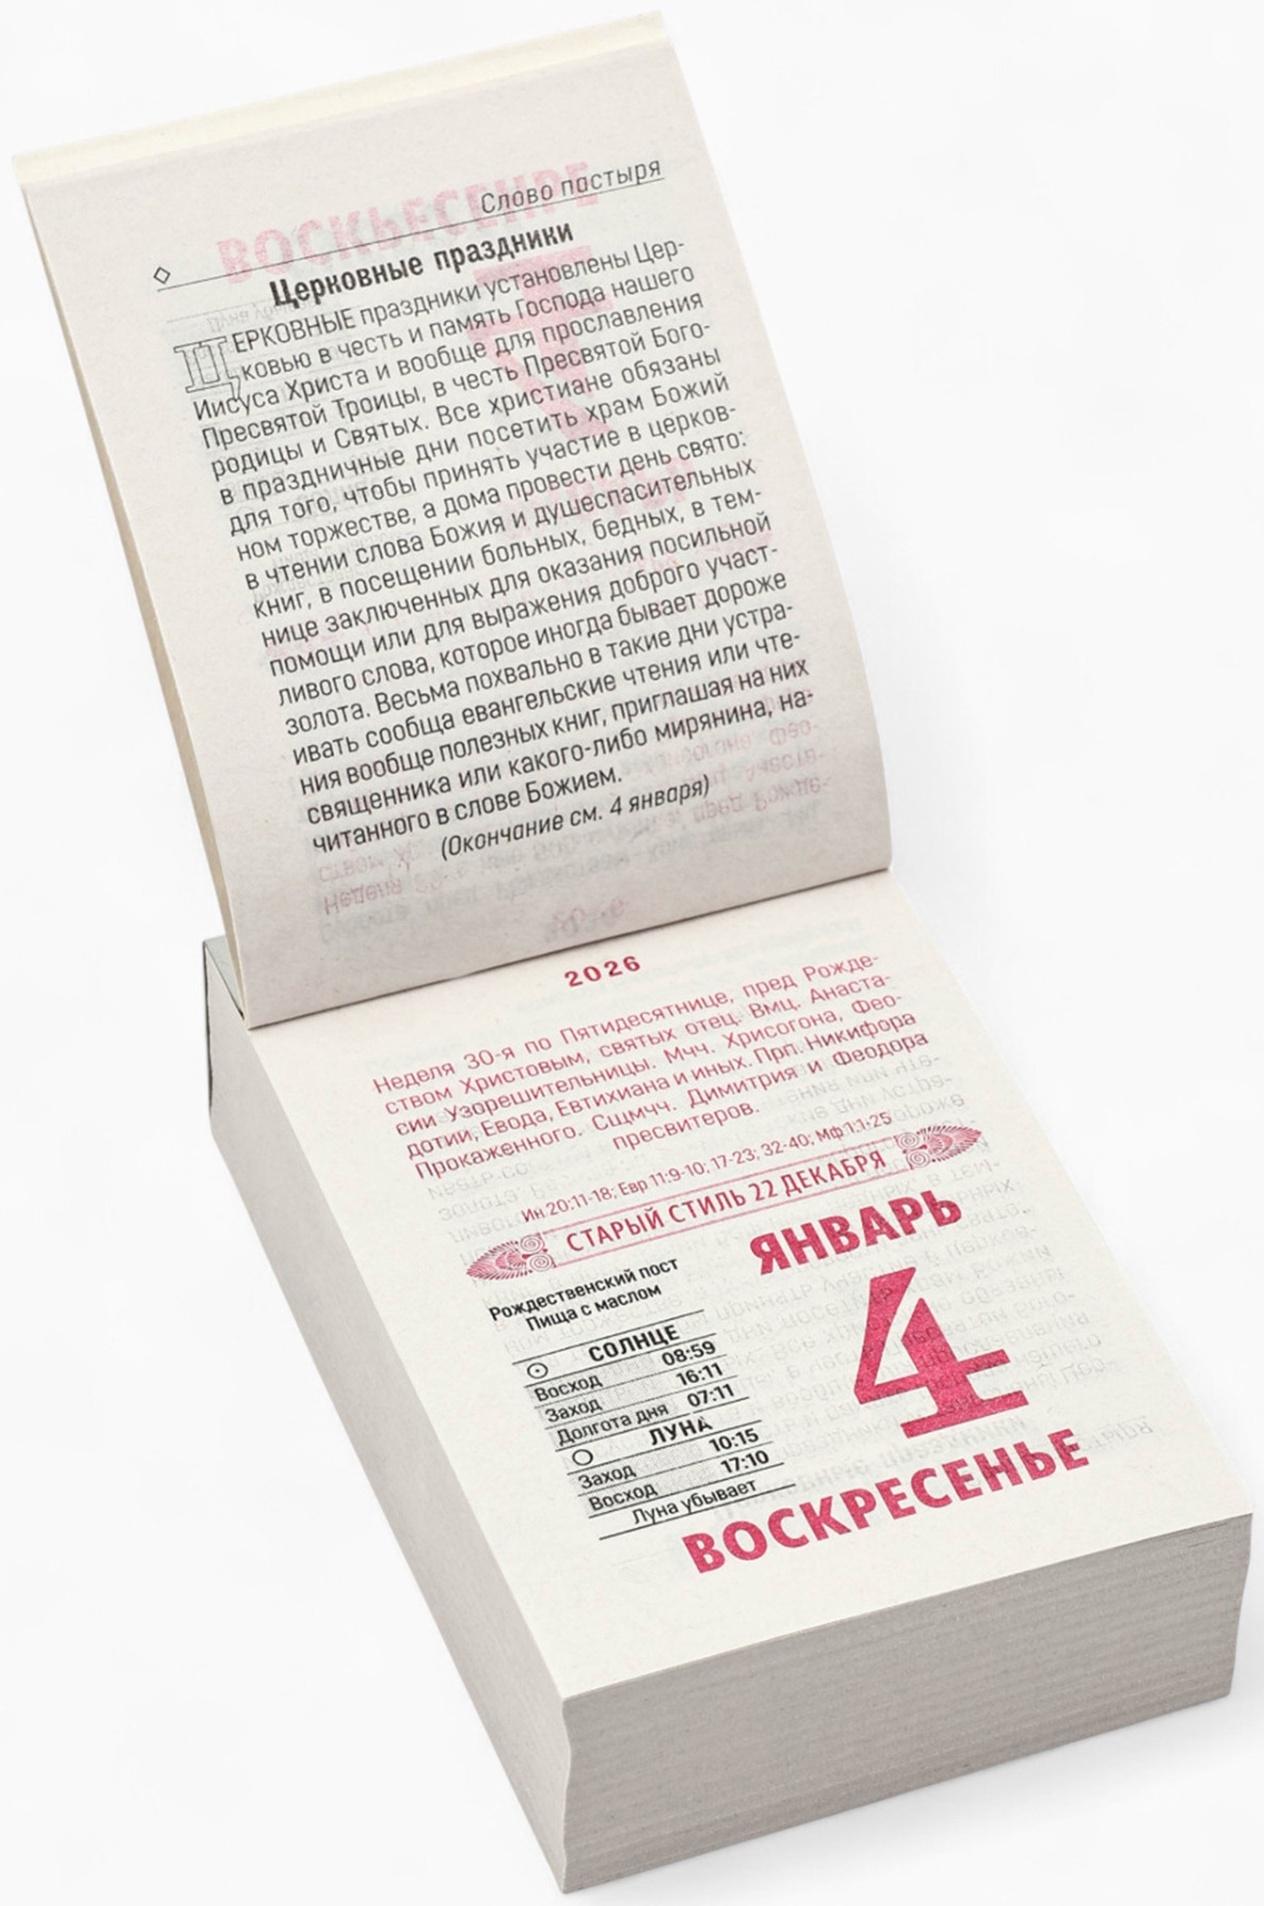 Слово пастыря
Церковные праздники
ЦЕРКОВНЫЕ праздники установлены Цер-
ковью в честь и память Господа нашего
Иисуса Христа и вообще для прославления
Пресвятой Троицы, в честь Пресвятой Бого-
родицы и Святых. Все христиане обязаны
в праздничные дни посетить храм Божий
для того, чтобы принять участие в церков-
ном торжестве, а дома провести день свято:
в чтении слова Божия и душеспасительных
книг, в посещении больных, бедных, в тем-
нице заключенных для оказания посильной
помощи или для выражения доброго участ-
ливого слова, которое иногда бывает дороже
золота. Весьма похвально в такие дни устра-
ивать сообща евангельские чтения или чте-
ния вообще полезных книг, приглашая на них
священника или какого-либо мирянина, на-
читанного в слове Божием.
(Окончание см. 4 января)
2026
Неделя 30-я по Пятидесятнице, пред Рожде-
ством Христовым, святых отец. Вмц. Анаста-
сии Узорешительницы. Мчч. Хрисогона, Фео-
дотии, Евода, Евтихиана и иных. Прп. Никифора
Прокаженного. Сщмчч. Димитрия и Феодора
пресвитеров.
Ин 20:11-18; Евр 11:9-10; 17-23; 32-40; Мф 1:1-25
СТАРЫЙ СТИЛЬ 22 ДЕКАБРЯ
Рождественский пост
Пища с маслом
СОЛНЦЕ
Восход 08:59
Заход 16:11
Долгота дня 07:11
ЛУНА
Заход 10:15
Восход 17:10
Луна убывает
ЯНВАРЬ
4
ВОСКРЕСЕНЬЕ